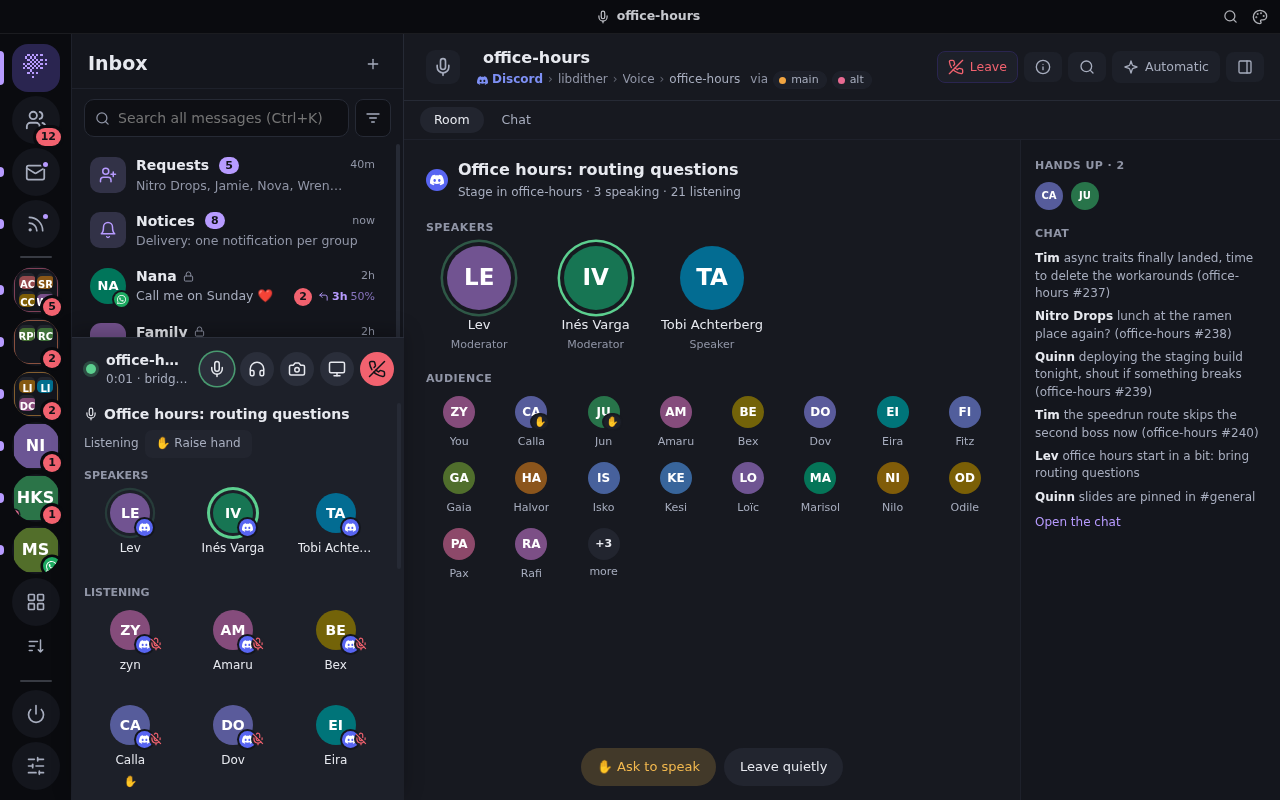 office-hours
12
5
2
2
NI
1
HKS
1
MS
Inbox
Search all messages (Ctrl+K)
Requests 5 40m
Nitro Drops, Jamie, Nova, Wren…
Notices 8 now
Delivery: one notification per group
NA Nana 2h
Call me on Sunday ❤️ 2 3h 50%
Family 2h
office-h…
0:01 · bridg…
Office hours: routing questions
Listening ✋ Raise hand
SPEAKERS
LE IV TA
Lev Inés Varga Tobi Achte…
LISTENING
ZY AM BE
zyn Amaru Bex
CA DO EI
Calla Dov Eira
✋
office-hours
Discord › libdither › Voice › office-hours via main alt
Leave Automatic
Room Chat
Office hours: routing questions
Stage in office-hours · 3 speaking · 21 listening
SPEAKERS
LE IV TA
Lev Inés Varga Tobi Achterberg
Moderator Moderator Speaker
AUDIENCE
ZY CA JU AM BE DO EI FI
You Calla Jun Amaru Bex Dov Eira Fitz
GA HA IS KE LO MA NI OD
Gaia Halvor Isko Kesi Loïc Marisol Nilo Odile
PA RA +3
Pax Rafi more
✋ Ask to speak Leave quietly
HANDS UP · 2
CA JU
CHAT
Tim async traits finally landed, time
to delete the workarounds (office-
hours #237)
Nitro Drops lunch at the ramen
place again? (office-hours #238)
Quinn deploying the staging build
tonight, shout if something breaks
(office-hours #239)
Tim the speedrun route skips the
second boss now (office-hours #240)
Lev office hours start in a bit: bring
routing questions
Quinn slides are pinned in #general
Open the chat